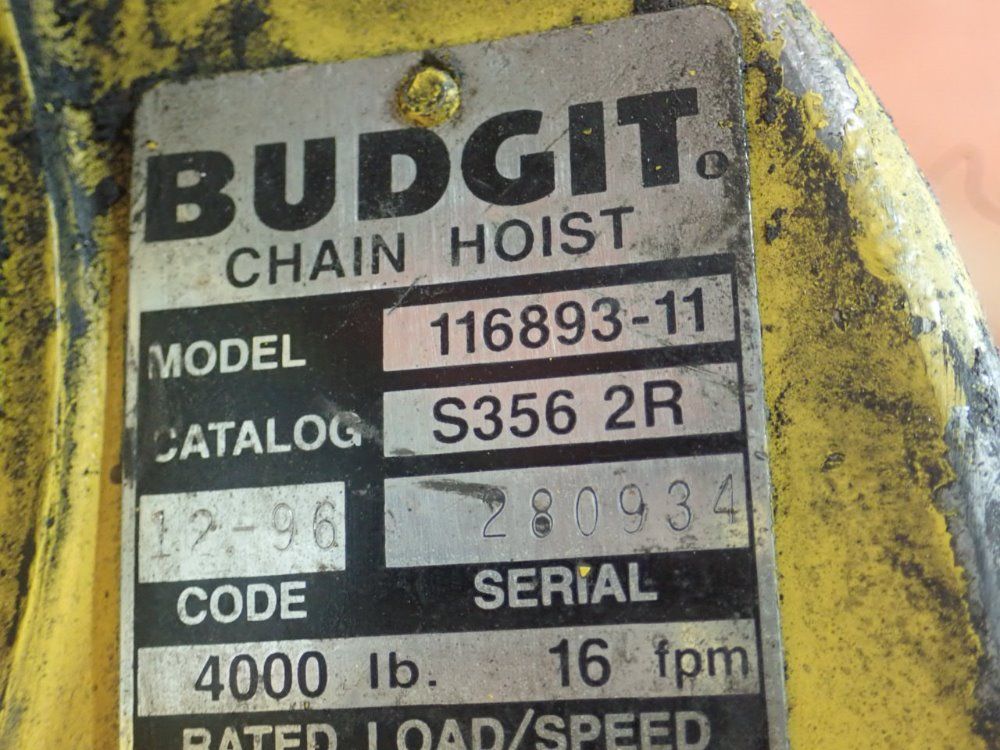 BUDGIT®
CHAIN HOIST
MODEL 116893-11
CATALOG S356 2R
12-96 280934
CODE SERIAL
4000 lb. 16 fpm
RATED LOAD/SPEED